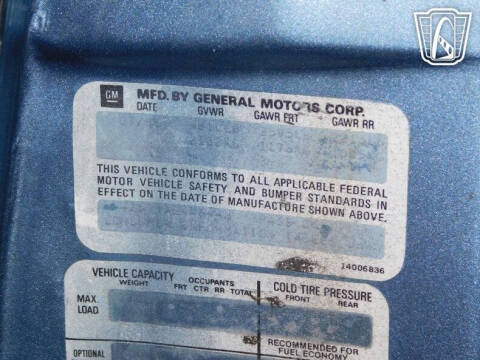 GM
MFD. BY GENERAL MOTORS CORP.
DATE GVWR GAWR FRT GAWR RR
THIS VEHICLE CONFORMS TO ALL APPLICABLE FEDERAL
MOTOR VEHICLE SAFETY AND BUMPER STANDARDS IN
EFFECT ON THE DATE OF MANUFACTURE SHOWN ABOVE.
14006836
VEHICLE CAPACITY
WEIGHT
OCCUPANTS
FRT CTR RR TOTAL
COLD TIRE PRESSURE
FRONT REAR
MAX
LOAD
RECOMMENDED FOR
FUEL ECONOMY
OPTIONAL